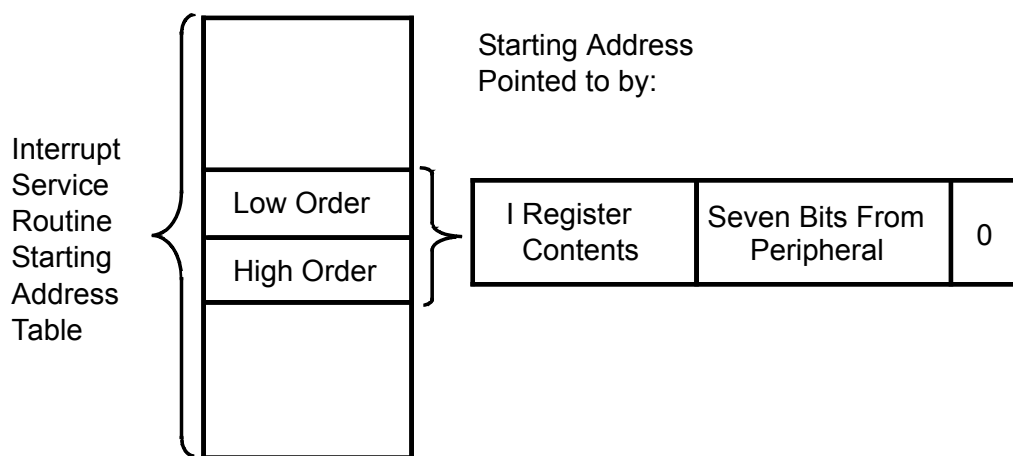 Starting Address
Pointed to by:
Interrupt
Service
Routine
Starting
Address
Table
Low Order
High Order
I Register
Contents
Seven Bits From
Peripheral
0